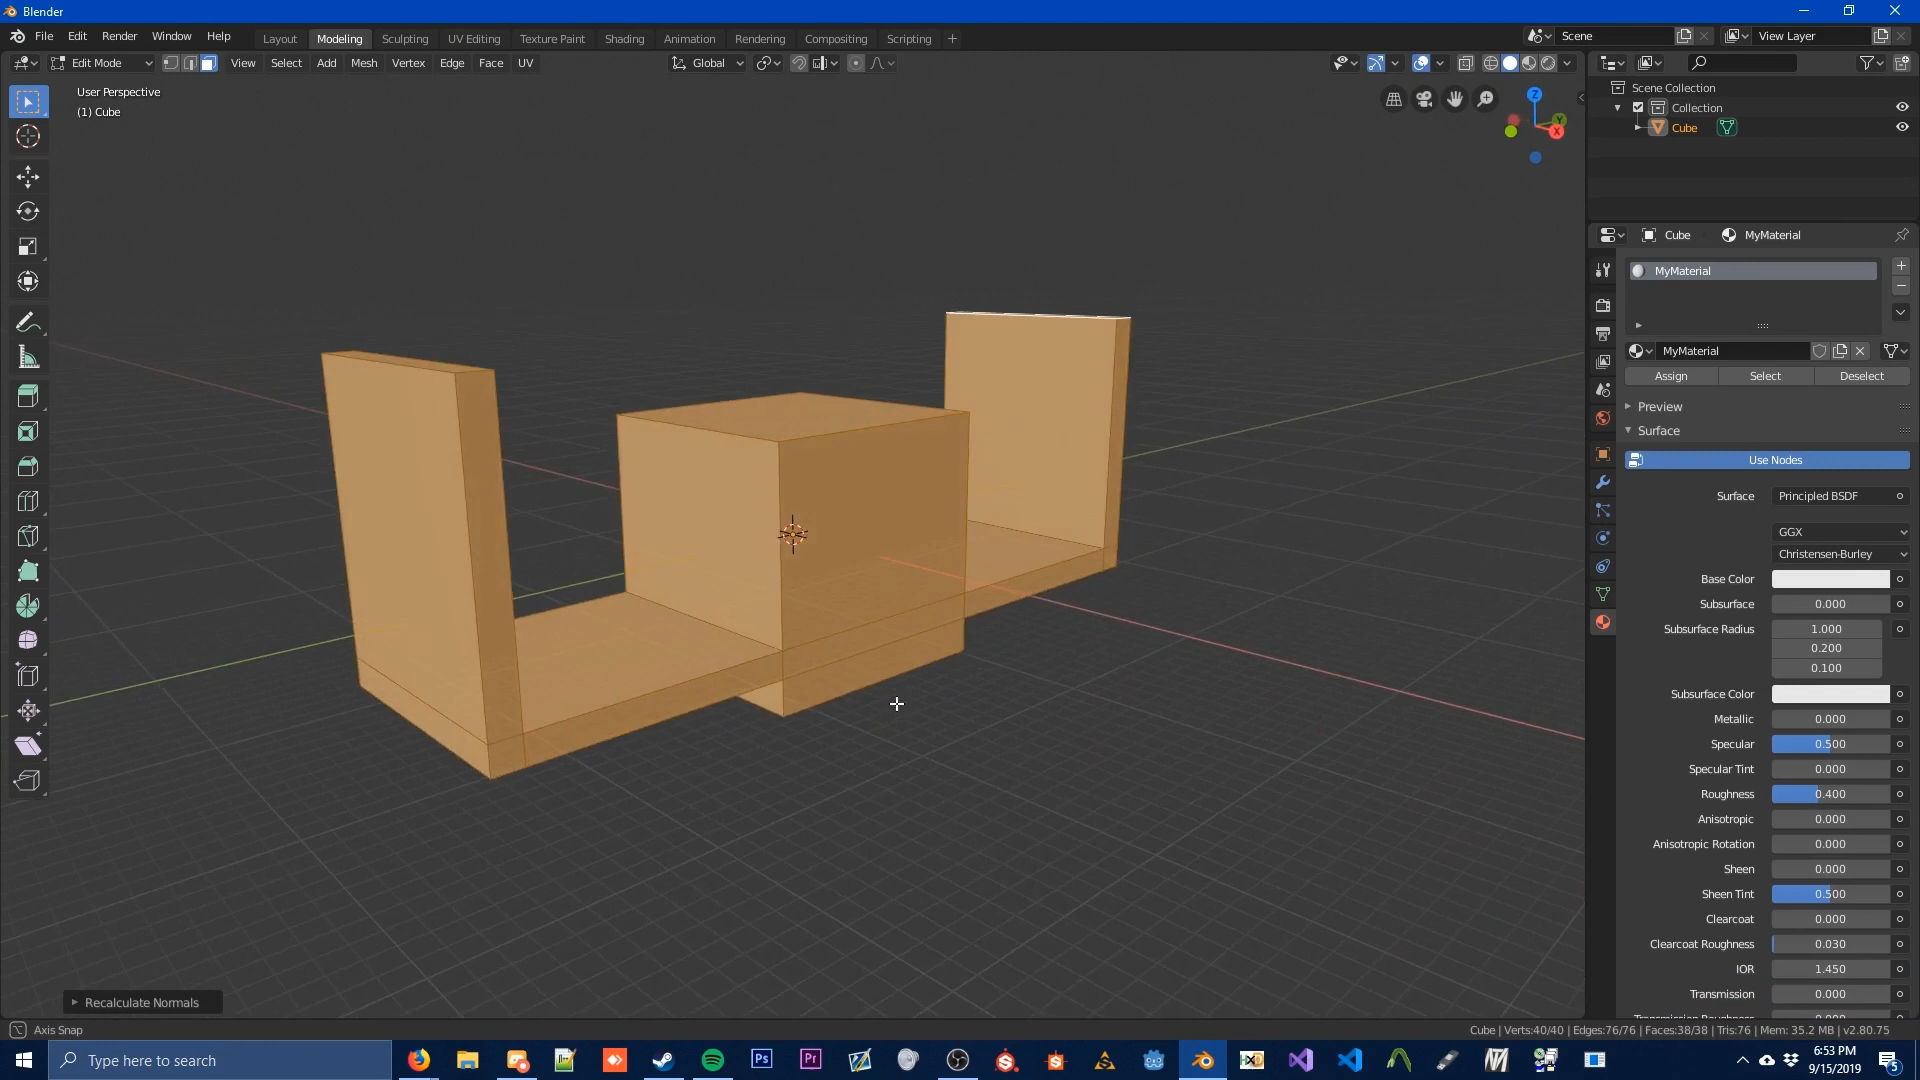 Blender
File Edit Render Window Help
Layout Modeling Sculpting UV Editing Texture Paint Shading Animation Rendering Compositing Scripting +
Scene
View Layer
Edit Mode View Select Add Mesh Vertex Edge Face UV
Global
User Perspective
(1) Cube
Z
Y
X
Scene Collection
Collection
Cube
Cube MyMaterial
MyMaterial
MyMaterial
Assign Select Deselect
Preview
Surface
Use Nodes
Surface Principled BSDF
GGX
Christensen-Burley
Base Color
Subsurface 0.000
Subsurface Radius 1.000
0.200
0.100
Subsurface Color
Metallic 0.000
Specular 0.500
Specular Tint 0.000
Roughness 0.400
Anisotropic 0.000
Anisotropic Rotation 0.000
Sheen 0.000
Sheen Tint 0.500
Clearcoat 0.000
Clearcoat Roughness 0.030
IOR 1.450
Transmission 0.000
Recalculate Normals
Axis Snap
Cube | Verts:40/40 | Edges:76/76 | Faces:38/38 | Tris:76 | Mem: 35.2 MB | v2.80.75
Type here to search
Ps
Pr
6:53 PM
9/15/2019
5